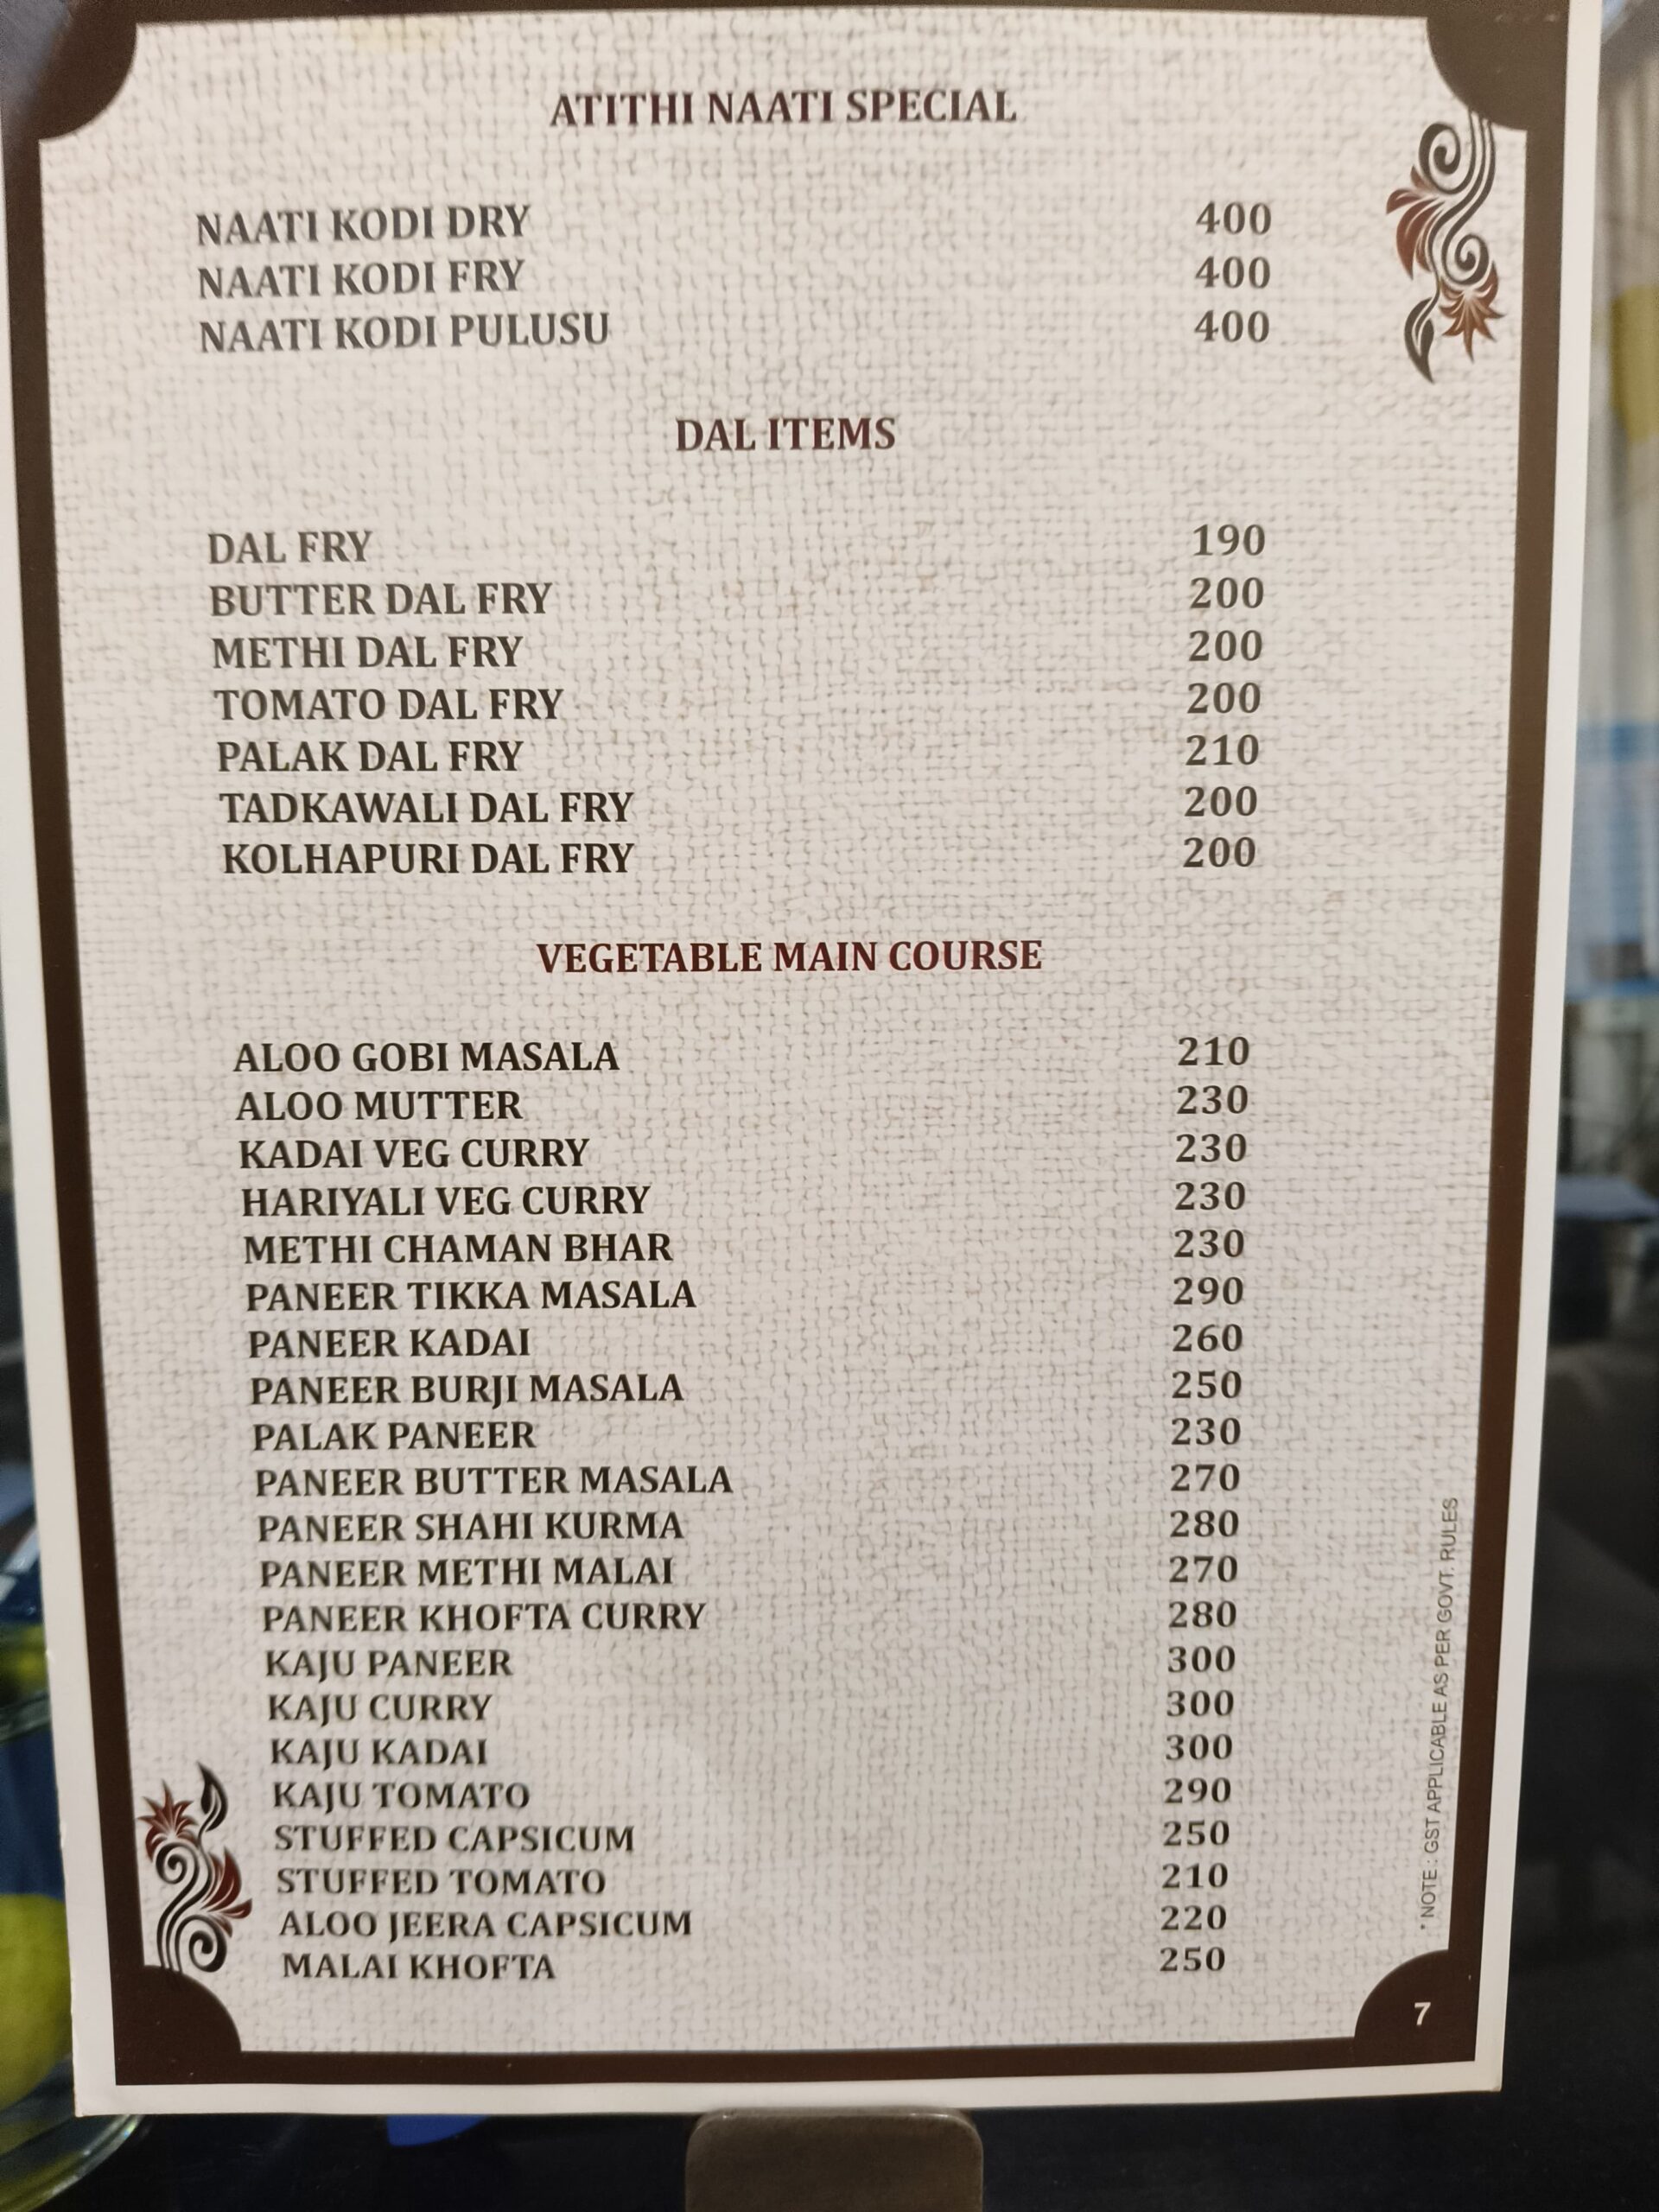 ATITHI NAATI SPECIAL
NAATI KODI DRY 400
NAATI KODI FRY 400
NAATI KODI PULUSU 400
DAL ITEMS
DAL FRY 190
BUTTER DAL FRY 200
METHI DAL FRY 200
TOMATO DAL FRY 200
PALAK DAL FRY 210
TADKAWALI DAL FRY 200
KOLHAPURI DAL FRY 200
VEGETABLE MAIN COURSE
ALOO GOBI MASALA 210
ALOO MUTTER 230
KADAI VEG CURRY 230
HARIYALI VEG CURRY 230
METHI CHAMAN BHAR 230
PANEER TIKKA MASALA 290
PANEER KADAI 260
PANEER BURJI MASALA 250
PALAK PANEER 230
PANEER BUTTER MASALA 270
PANEER SHAHI KURMA 280
PANEER METHI MALAI 270
PANEER KHOFTA CURRY 280
KAJU PANEER 300
KAJU CURRY 300
KAJU KADAI 300
KAJU TOMATO 290
STUFFED CAPSICUM 250
STUFFED TOMATO 210
ALOO JEERA CAPSICUM 220
MALAI KHOFTA 250
* NOTE : GST APPLICABLE AS PER GOVT. RULES
7